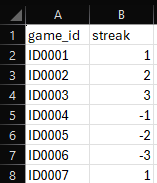 A B
1 game_id streak
2 ID0001 1
3 ID0002 2
4 ID0003 3
5 ID0004 -1
6 ID0005 -2
7 ID0006 -3
8 ID0007 1